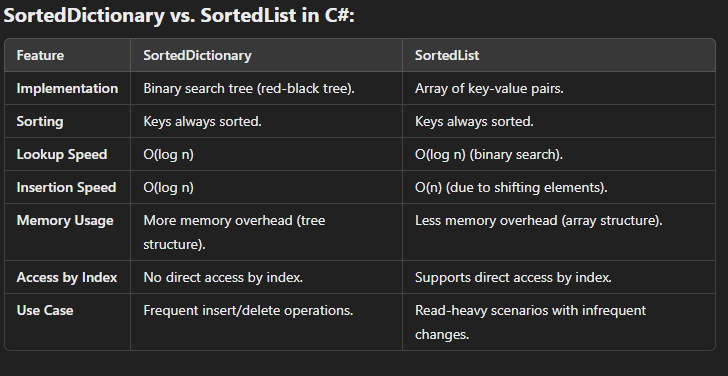 SortedDictionary vs. SortedList in C#:
Feature SortedDictionary SortedList
Implementation Binary search tree (red-black tree). Array of key-value pairs.
Sorting Keys always sorted. Keys always sorted.
Lookup Speed O(log n) O(log n) (binary search).
Insertion Speed O(log n) O(n) (due to shifting elements).
Memory Usage More memory overhead (tree Less memory overhead (array structure).
structure).
Access by Index No direct access by index. Supports direct access by index.
Use Case Frequent insert/delete operations. Read-heavy scenarios with infrequent
changes.